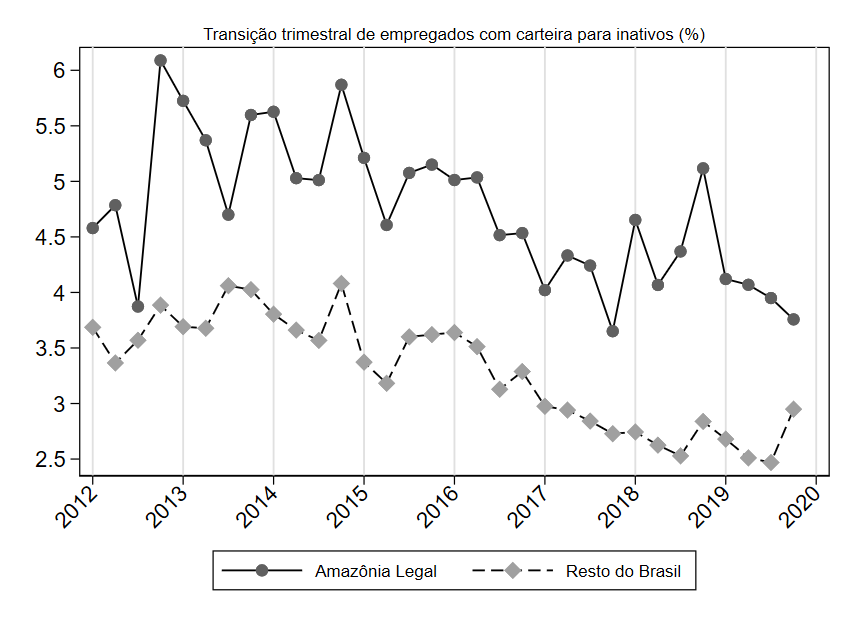 Transição trimestral de empregados com carteira para inativos (%)
6
5.5
5
4.5
4
3.5
3
2.5
2012 2013 2014 2015 2016 2017 2018 2019 2020
Amazônia Legal Resto do Brasil